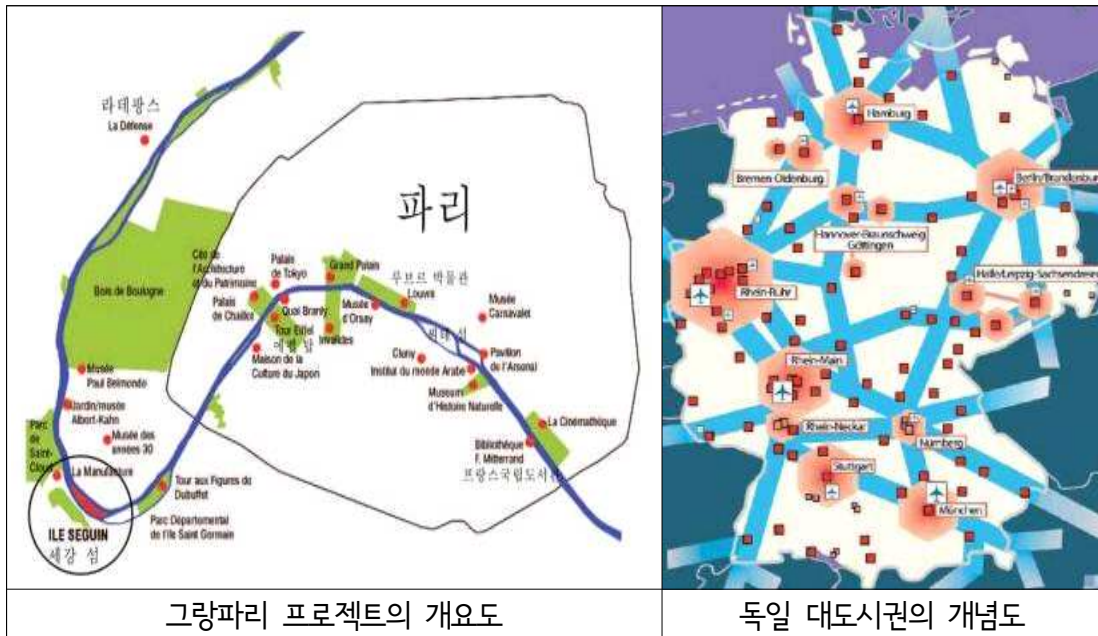 라데팡스
La Défense
파리
Bois de Boulogne
Cité de
l'Architecture
et du Patrimoine
Palais
de Tokyo
Grand Palais
루브르 박물관
Louvre
Palais
de Chaillot
Quai Branly
Tour Eiffel
에펠 탑
Invalides
Musée
d'Orsay
Musée
Carnavalet
Maison de la
Culture du Japon
Cluny
Institut du monde Arabe
Pavillon
de l'Arsenal
Museum
d'Histoire Naturelle
La Cinémathèque
Bibliothèque
F. Mitterrand
프랑스국립도서관
Musée
Paul Belmondo
Jardin/musée
Albert-Kahn
Musée des
années 30
Parc
de
Saint-
Cloud
La Manufacture
Tour aux Figures de
Dubuffet
Parc Départemental
de l'Ile Saint Germain
ILE SEGUIN
세강 섬
Hamburg
Bremen-Oldenburg
Berlin/Brandenburg
Hannover-Braunschweig-
Göttingen
Rhein-Ruhr
Halle/Leipzig-Sachsendreieck
Rhein-Main
Rhein-Neckar
Nürnberg
Stuttgart
München
그랑파리 프로젝트의 개요도
독일 대도시권의 개념도